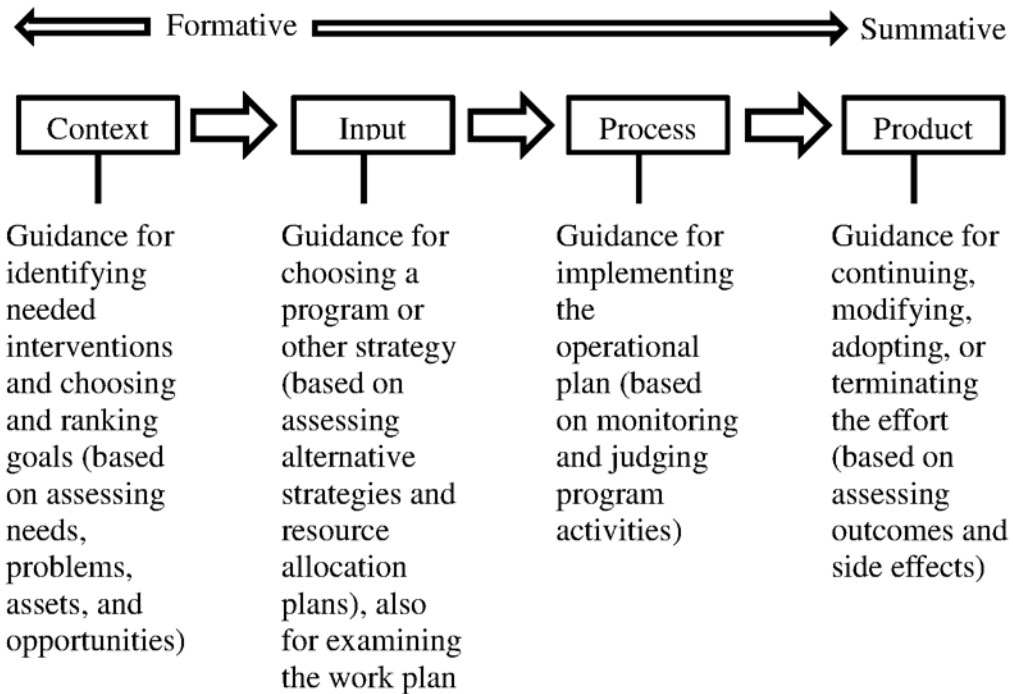 Formative
Summative
Context
Input
Process
Product
Guidance for
identifying
needed
interventions
and choosing
and ranking
goals (based
on assessing
needs,
problems,
assets, and
opportunities)
Guidance for
choosing a
program or
other strategy
(based on
assessing
alternative
strategies and
resource
allocation
plans), also
for examining
the work plan
Guidance for
implementing
the
operational
plan (based
on monitoring
and judging
program
activities)
Guidance for
continuing,
modifying,
adopting, or
terminating
the effort
(based on
assessing
outcomes and
side effects)